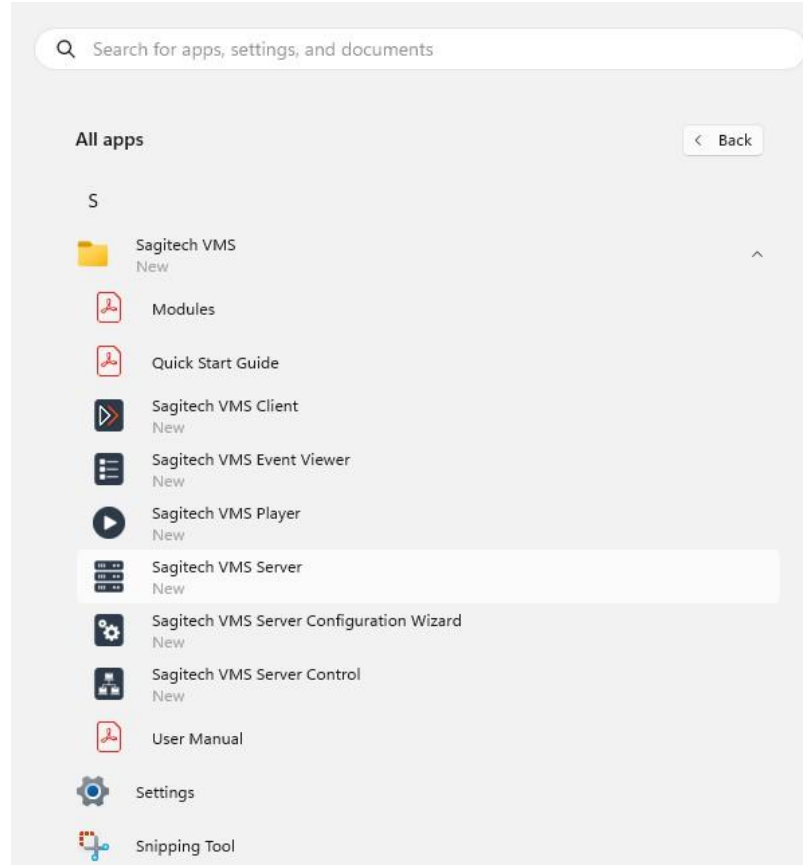 Search for apps, settings, and documents
All apps
Back
S
Sagitech VMS
New
Modules
Quick Start Guide
Sagitech VMS Client
New
Sagitech VMS Event Viewer
New
Sagitech VMS Player
New
Sagitech VMS Server
New
Sagitech VMS Server Configuration Wizard
New
Sagitech VMS Server Control
New
User Manual
Settings
Snipping Tool